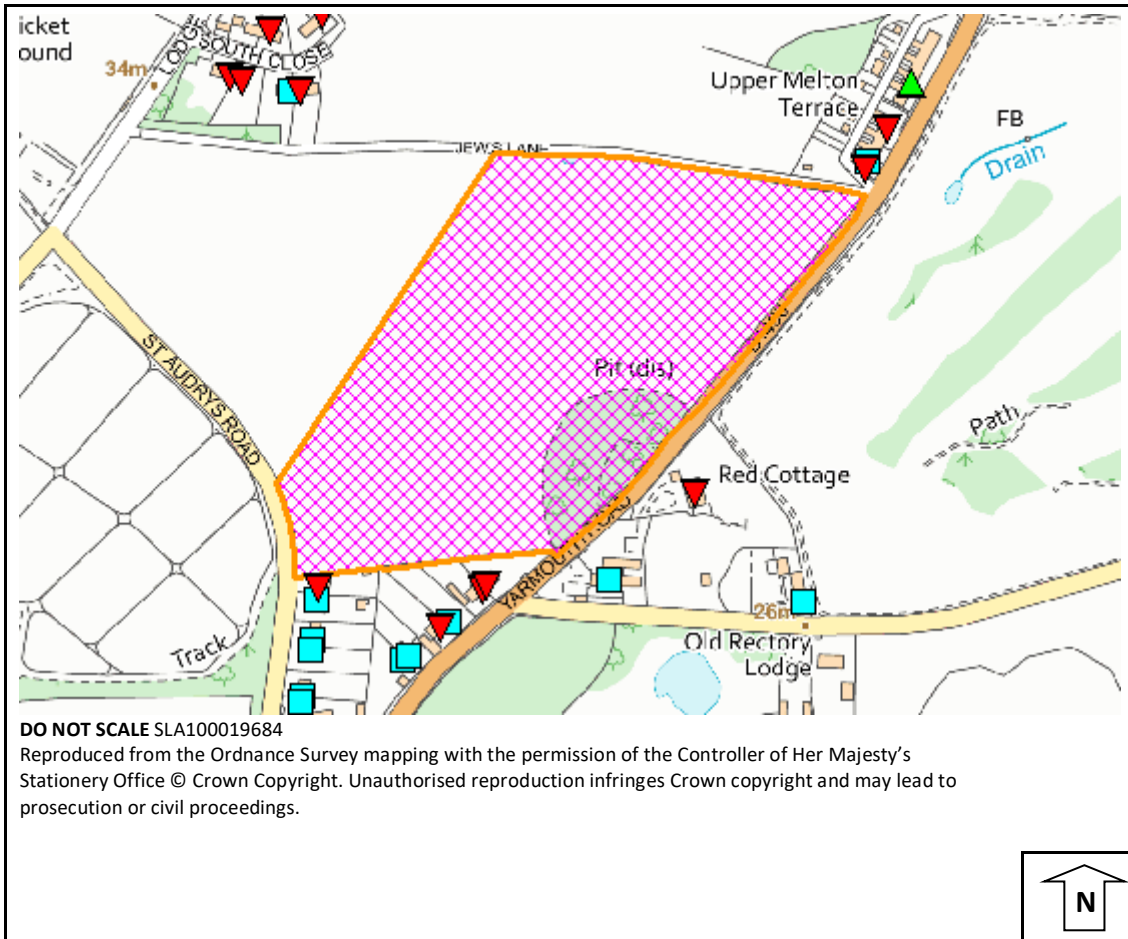 icket
ound
LODGE
SOUTH CLOSE
34m
Upper Melton
Terrace
FB
Drain
JEWS LANE
ST AUDRYS ROAD
Pit (dis)
Path
Red Cottage
YARMOUTH ROAD
26m
Old Rectory
Lodge
Track
DO NOT SCALE SLA100019684
Reproduced from the Ordnance Survey mapping with the permission of the Controller of Her Majesty’s
Stationery Office © Crown Copyright. Unauthorised reproduction infringes Crown copyright and may lead to
prosecution or civil proceedings.
N